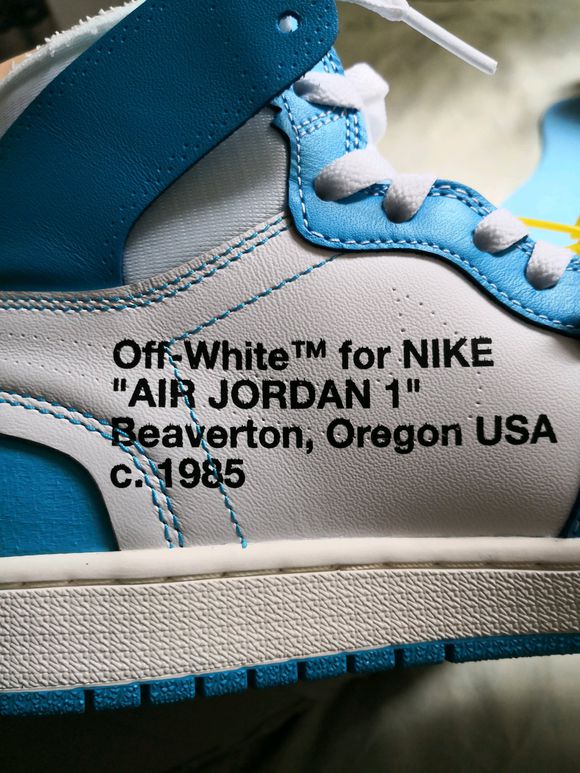 Off-White™ for NIKE
"AIR JORDAN 1"
Beaverton, Oregon USA
c. 1985